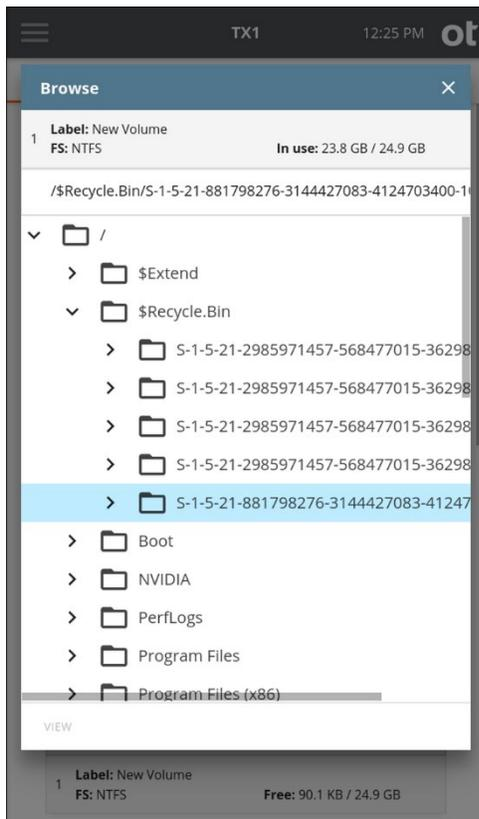 TX1 12:25 PM ot
Browse
1 Label: New Volume
FS: NTFS In use: 23.8 GB / 24.9 GB
/$Recycle.Bin/S-1-5-21-881798276-3144427083-4124703400-10
/
$Extend
$Recycle.Bin
S-1-5-21-2985971457-568477015-36298
S-1-5-21-2985971457-568477015-36298
S-1-5-21-2985971457-568477015-36298
S-1-5-21-2985971457-568477015-36298
S-1-5-21-881798276-3144427083-41247
Boot
NVIDIA
PerfLogs
Program Files
Program Files (x86)
VIEW
1 Label: New Volume
FS: NTFS Free: 90.1 KB / 24.9 GB